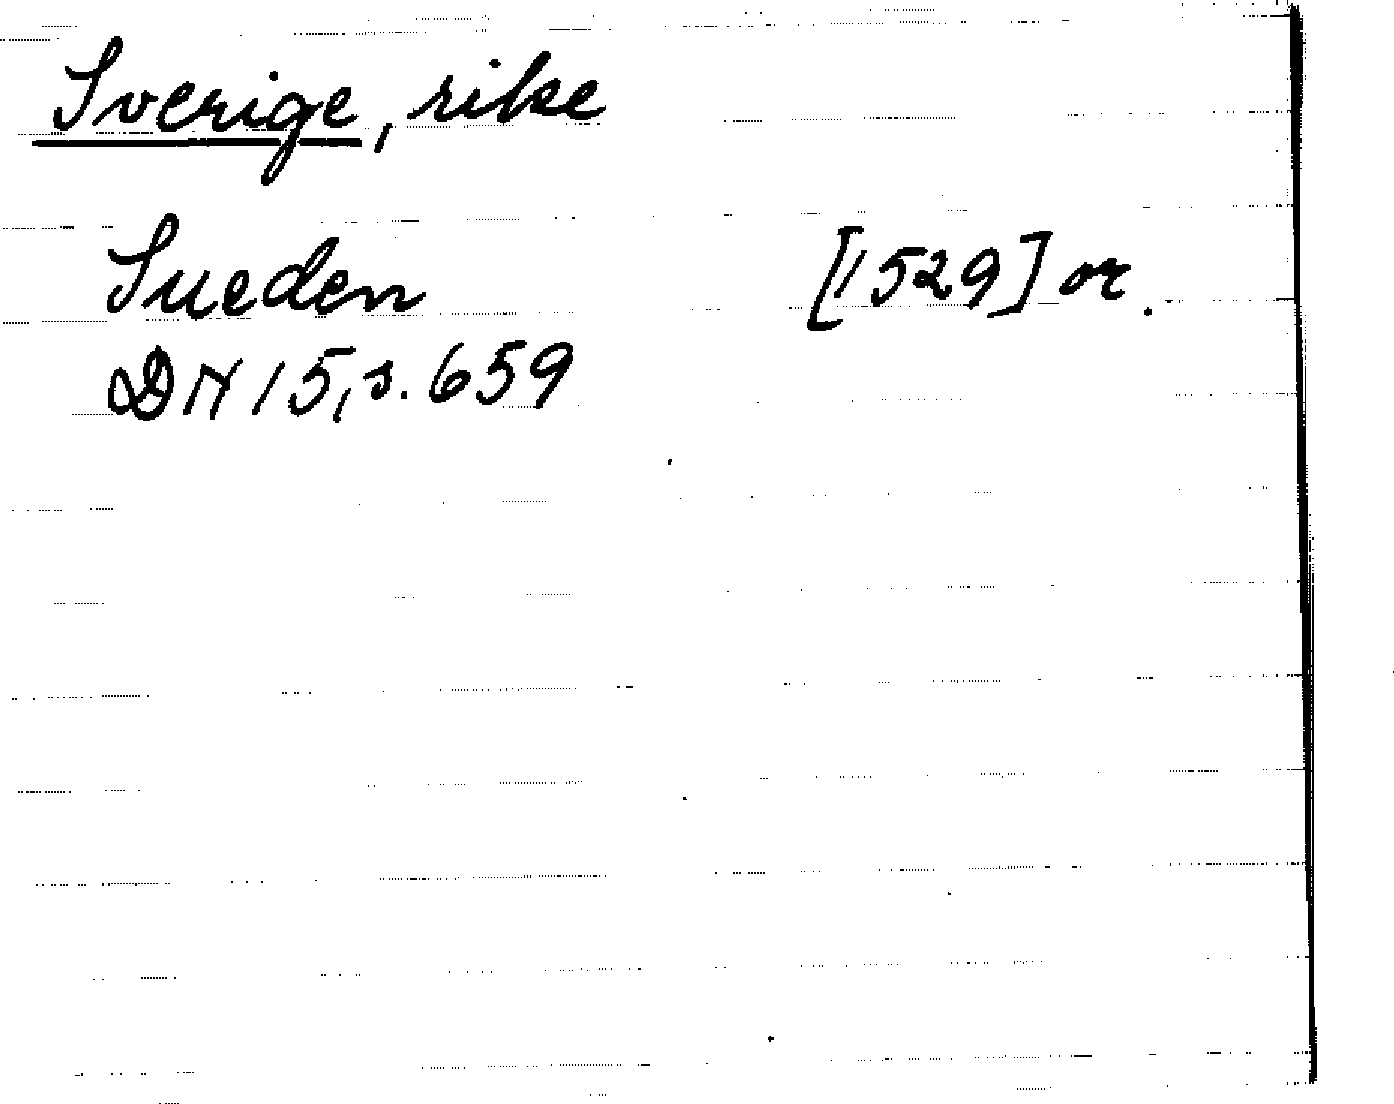 Sverige, rike
Sueden [1529] or.
DN 15, s. 659